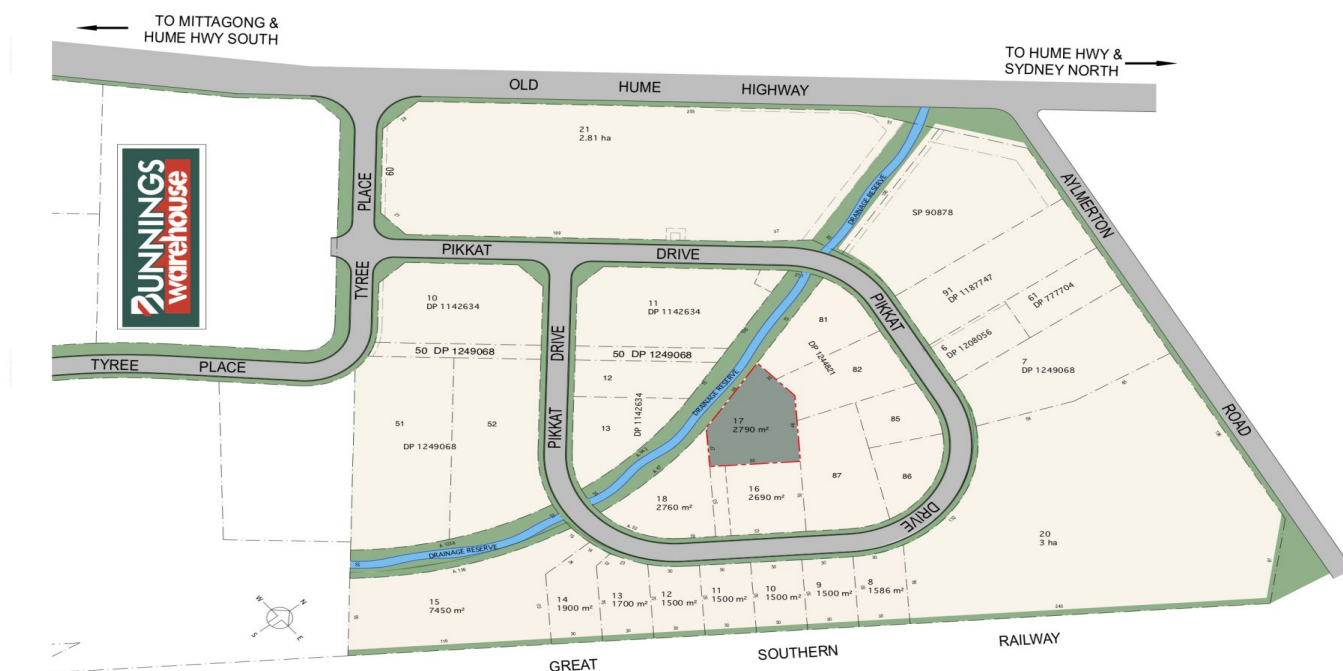 TO MITTAGONG &
HUME HWY SOUTH
TO HUME HWY &
SYDNEY NORTH
OLD HUME HIGHWAY
21
2.81 ha
60
PLACE
TYREE
BUNNINGS
warehouse
PIKKAT DRIVE
DRAINAGE RESERVE
SP 90878
AYLMERTON
ROAD
91
DP 1187747
61
DP 777704
6
DP 1208056
7
DP 1249068
PIKKAT
DRIVE
10
DP 1142634
11
DP 1142634
50 DP 1249068
50 DP 1249068
DRIVE
PIKKAT
12
13
DP 1142634
DRAINAGE RESERVE
81
82
DP 1244821
85
86
87
17
2790 m²
TYREE PLACE
51
52
DP 1249068
18
2760 m²
16
2690 m²
20
3 ha
DRAINAGE RESERVE
15
7450 m²
14
1900 m²
13
1700 m²
12
1500 m²
11
1500 m²
10
1500 m²
9
1500 m²
8
1586 m²
W
N
S
E
GREAT SOUTHERN RAILWAY